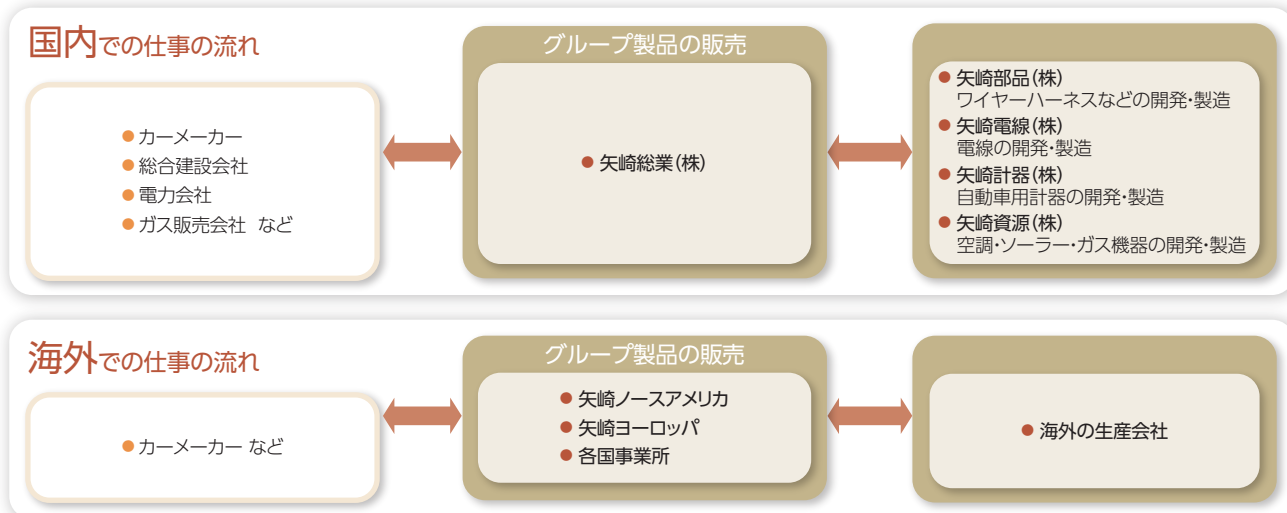 国内での仕事の流れ
カーメーカー
総合建設会社
電力会社
ガス販売会社 など
グループ製品の販売
矢崎総業(株)
矢崎部品(株)
ワイヤーハーネスなどの開発・製造
矢崎電線(株)
電線の開発・製造
矢崎計器(株)
自動車用計器の開発・製造
矢崎資源(株)
空調・ソーラー・ガス機器の開発・製造
海外での仕事の流れ
カーメーカー など
グループ製品の販売
矢崎ノースアメリカ
矢崎ヨーロッパ
各国事業所
海外の生産会社